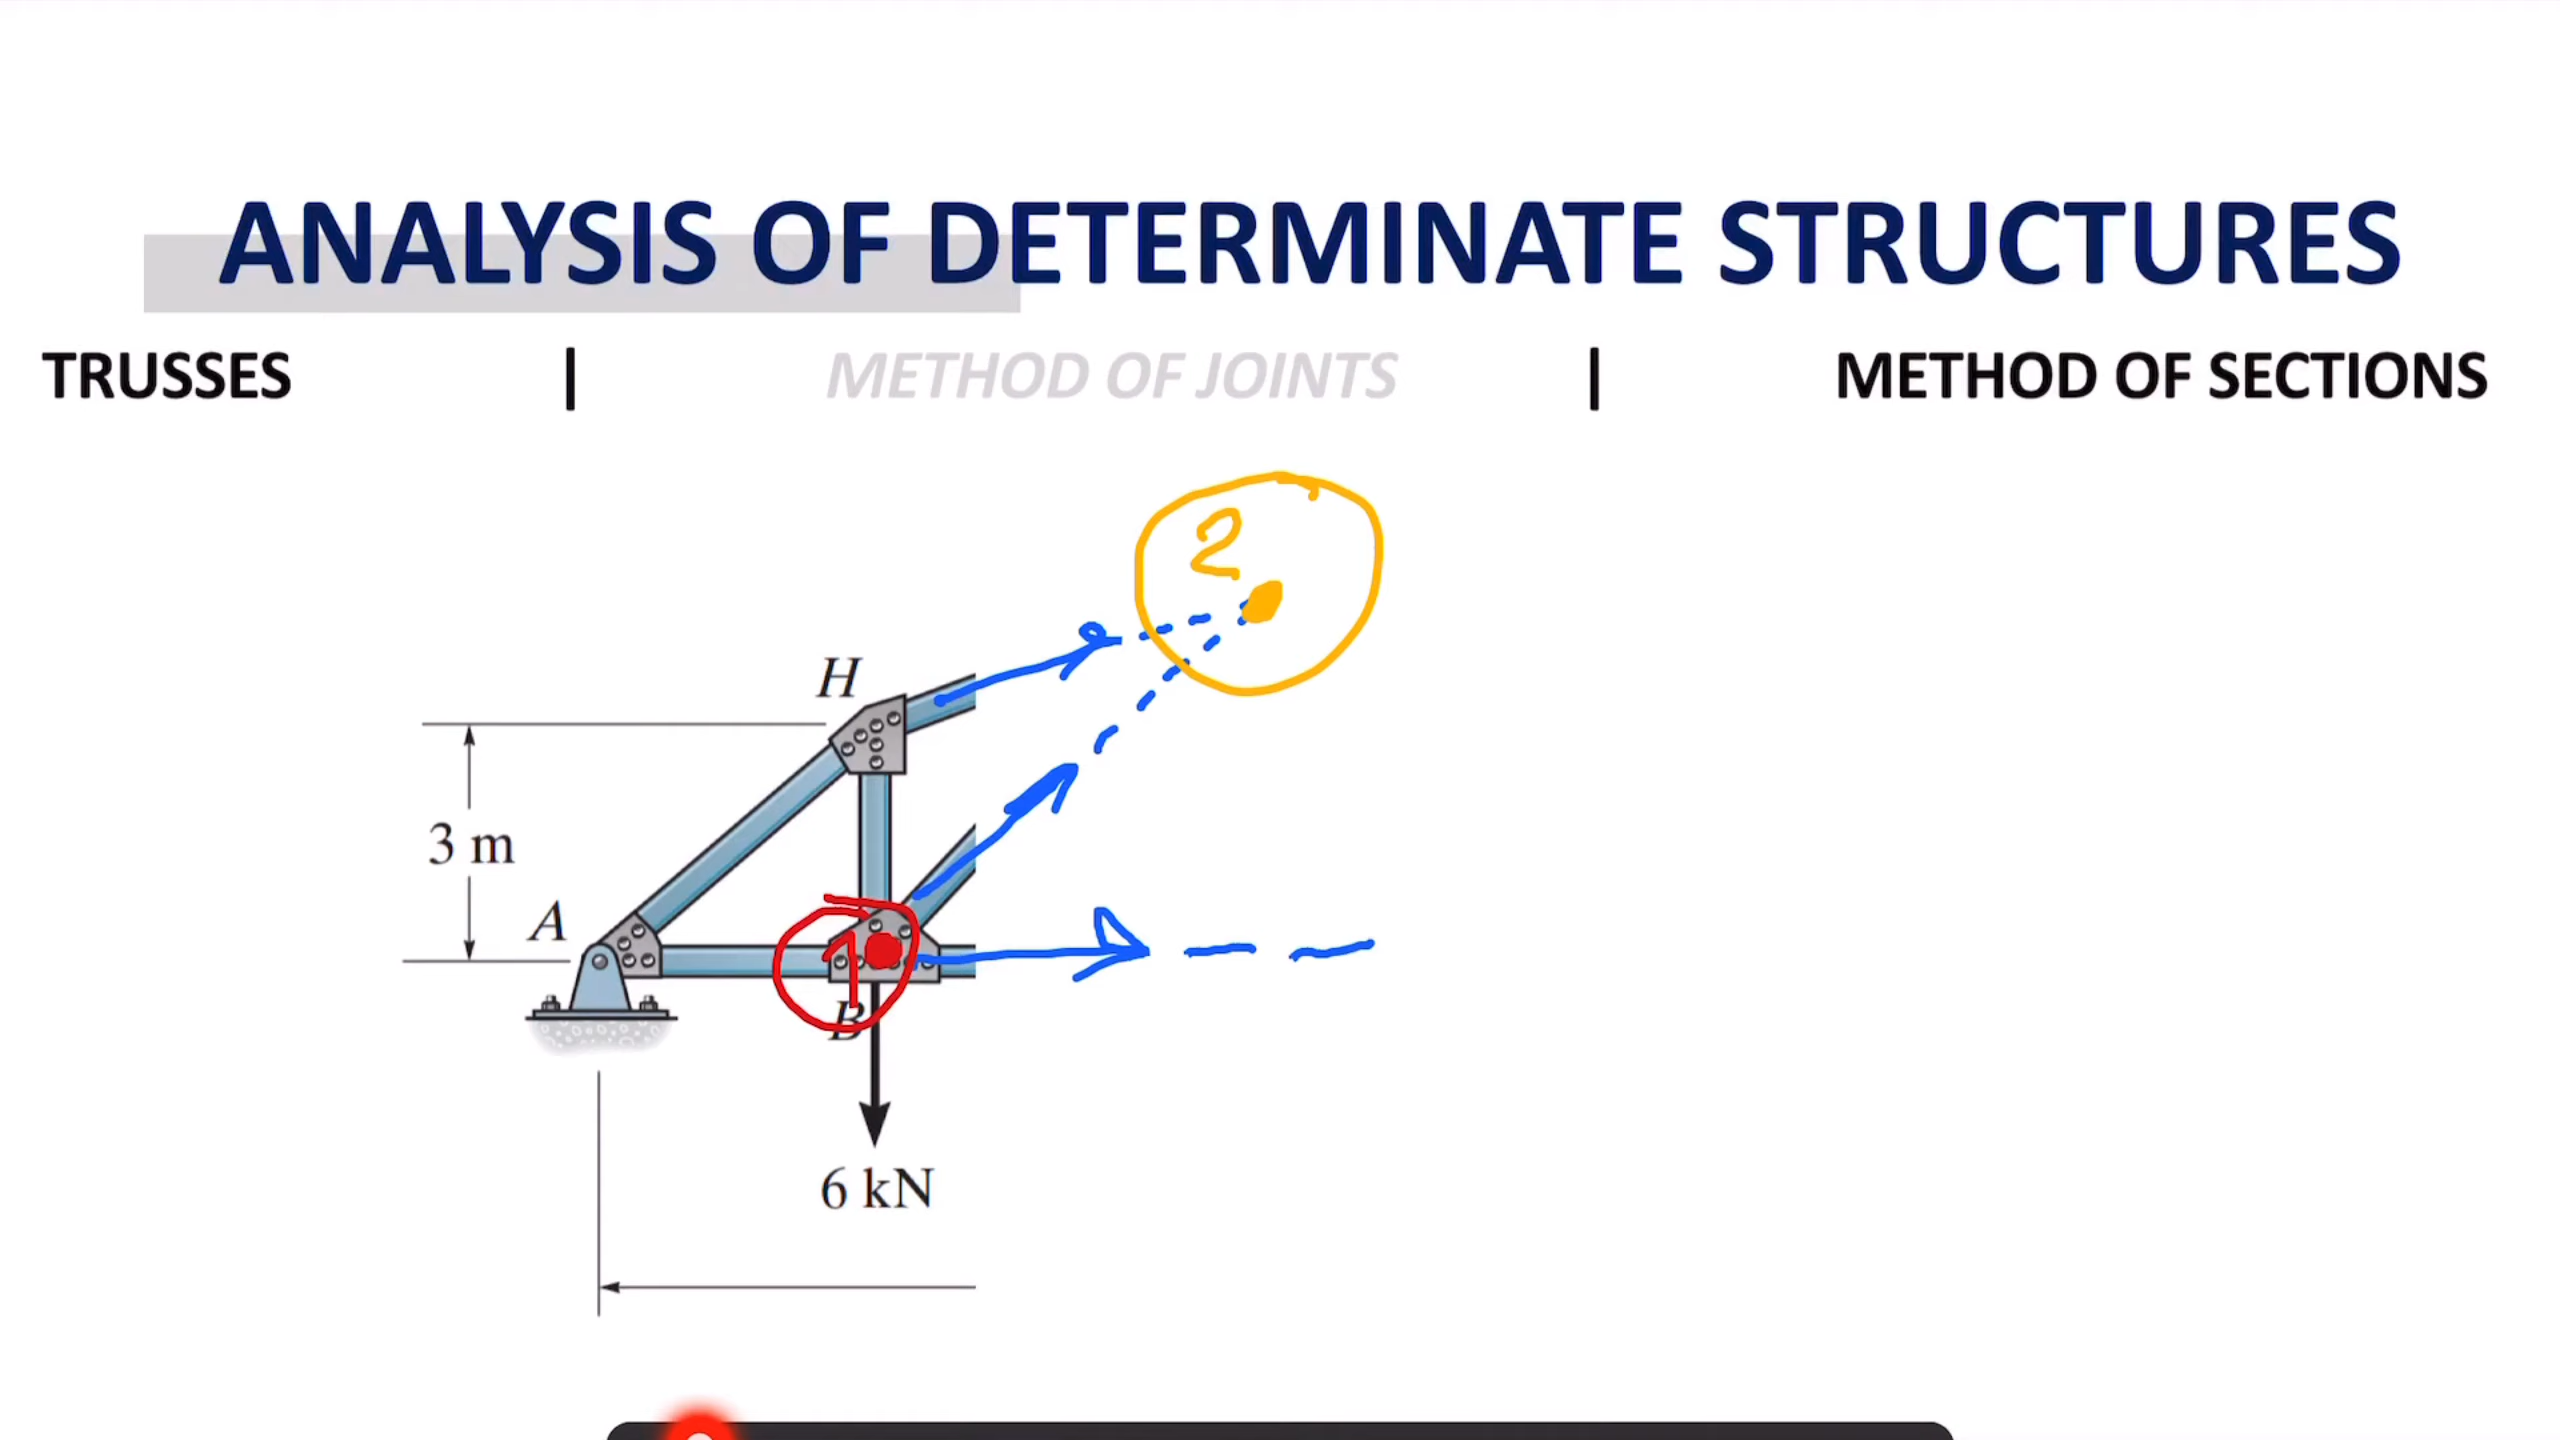 ANALYSIS OF DETERMINATE STRUCTURES
TRUSSES | METHOD OF JOINTS | METHOD OF SECTIONS
2
H
3 m
A
1
B
6 kN